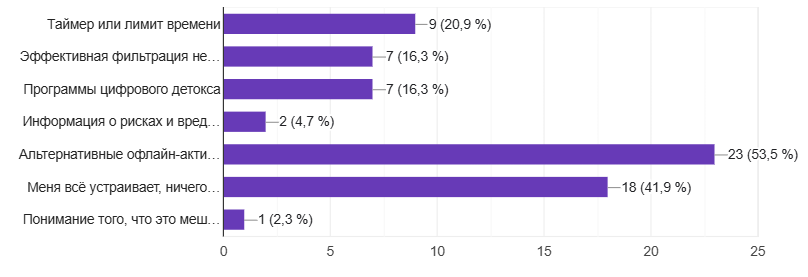 Таймер или лимит времени 9 (20,9 %)
Эффективная фильтрация не… 7 (16,3 %)
Программы цифрового детокса 7 (16,3 %)
Информация о рисках и вред… 2 (4,7 %)
Альтернативные офлайн-акти… 23 (53,5 %)
Меня всё устраивает, ничего… 18 (41,9 %)
Понимание того, что это меш… 1 (2,3 %)
0 5 10 15 20 25